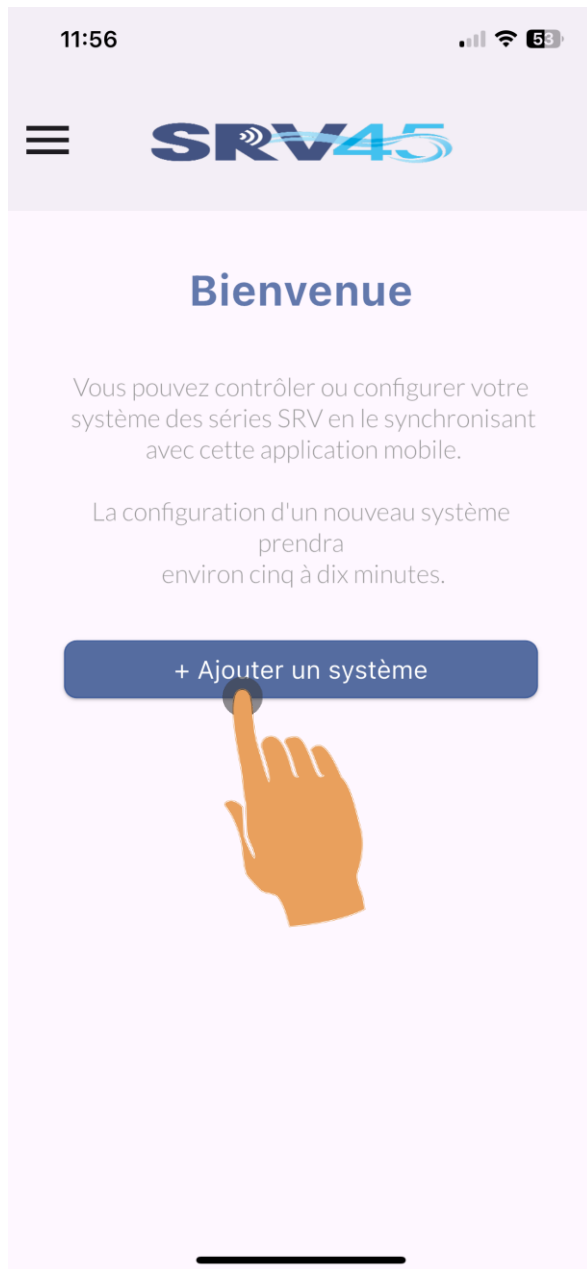 11:56
53
SRV45
Bienvenue
Vous pouvez contrôler ou configurer votre
système des séries SRV en le synchronisant
avec cette application mobile.
La configuration d'un nouveau système
prendra
environ cinq à dix minutes.
+ Ajouter un système